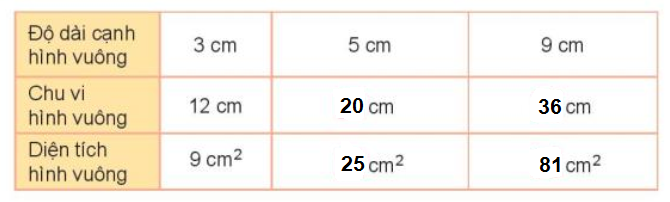 Độ dài cạnh
hình vuông
3 cm
5 cm
9 cm
Chu vi
hình vuông
12 cm
20 cm
36 cm
Diện tích
hình vuông
9 cm²
25 cm²
81 cm²